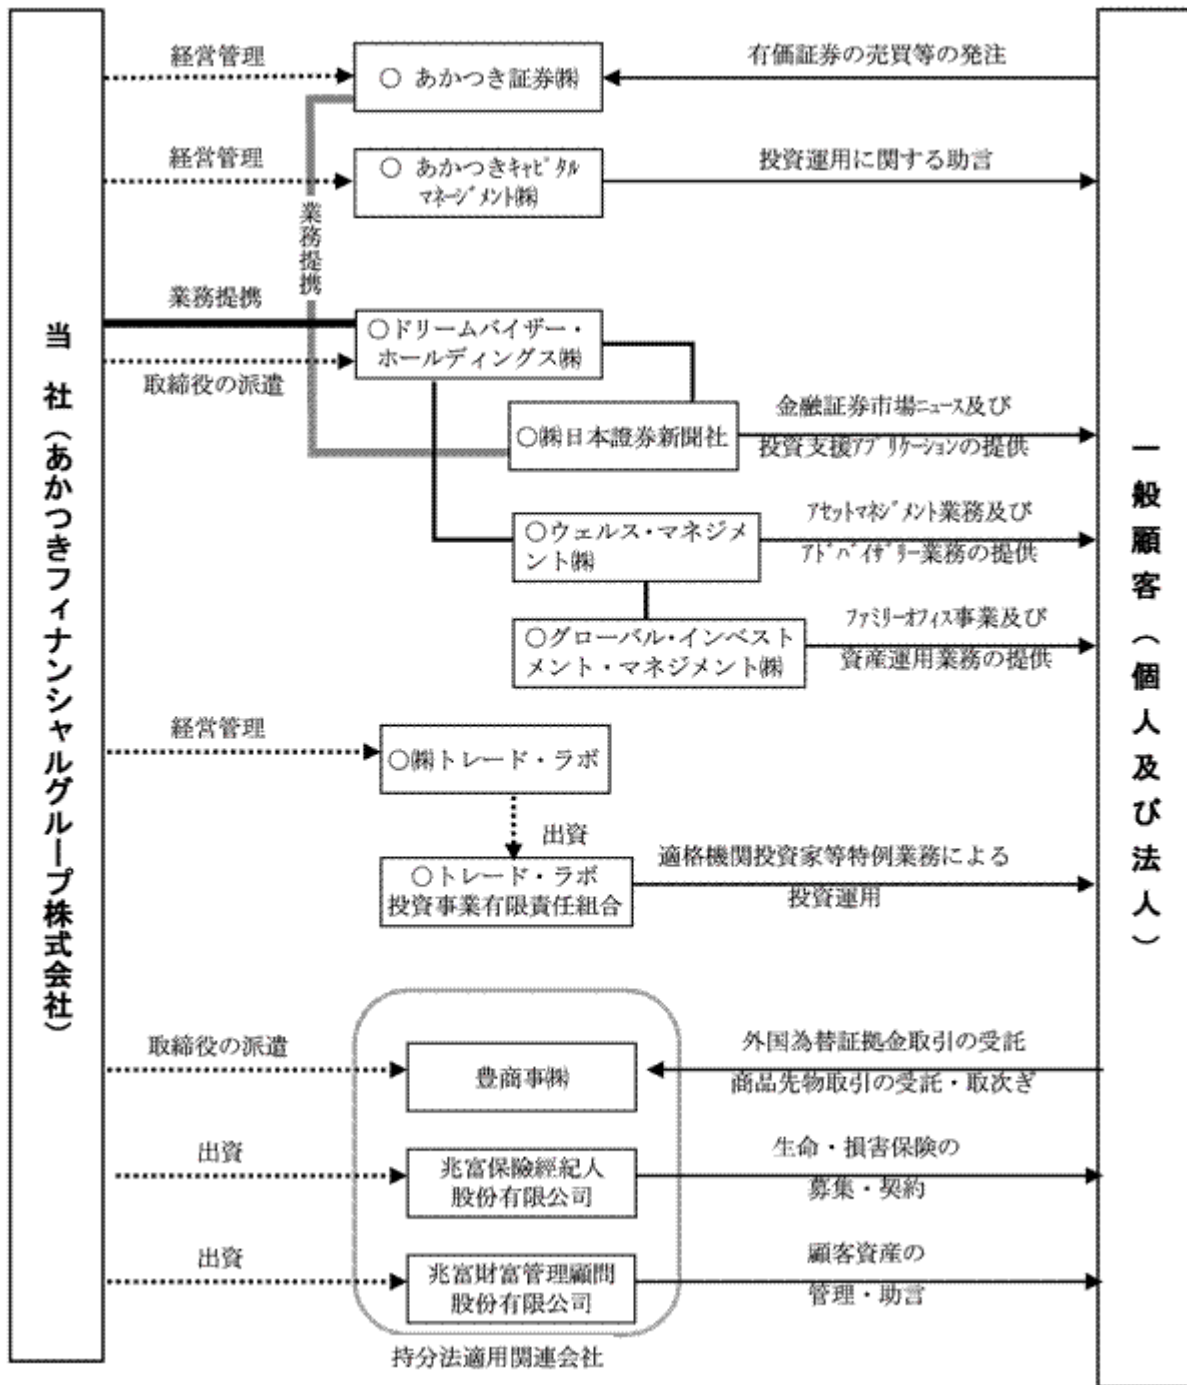 当 社（あかつきフィナンシャルグループ株式会社）
経営管理
○ あかつき証券㈱
有価証券の売買等の発注
経営管理
○ あかつきｷｬﾋﾟﾀﾙ
ﾏﾈｰｼﾞﾒﾝﾄ㈱
投資運用に関する助言
業務提携
業務提携
○ドリームバイザー・
ホールディングス㈱
取締役の派遣
○㈱日本證券新聞社
金融証券市場ﾆｭｰｽ及び
投資支援ｱﾌﾟﾘｹｰｼｮﾝの提供
○ウェルス・マネジメ
ント㈱
ｱｾｯﾄﾏﾈｼﾞﾒﾝﾄ業務及び
ｱﾄﾞﾊﾞｲｻﾞﾘｰ業務の提供
○グローバル・インベスト
メント・マネジメント㈱
ﾌｧﾐﾘｰｵﾌｨｽ事業及び
資産運用業務の提供
経営管理
○㈱トレード・ラボ
出資
○トレード・ラボ
投資事業有限責任組合
適格機関投資家等特例業務による
投資運用
取締役の派遣
豊商事㈱
外国為替証拠金取引の受託
商品先物取引の受託・取次ぎ
出資
兆富保險經紀人
股份有限公司
生命・損害保険の
募集・契約
出資
兆富財富管理顧問
股份有限公司
顧客資産の
管理・助言
持分法適用関連会社
一般顧客（個人及び法人）